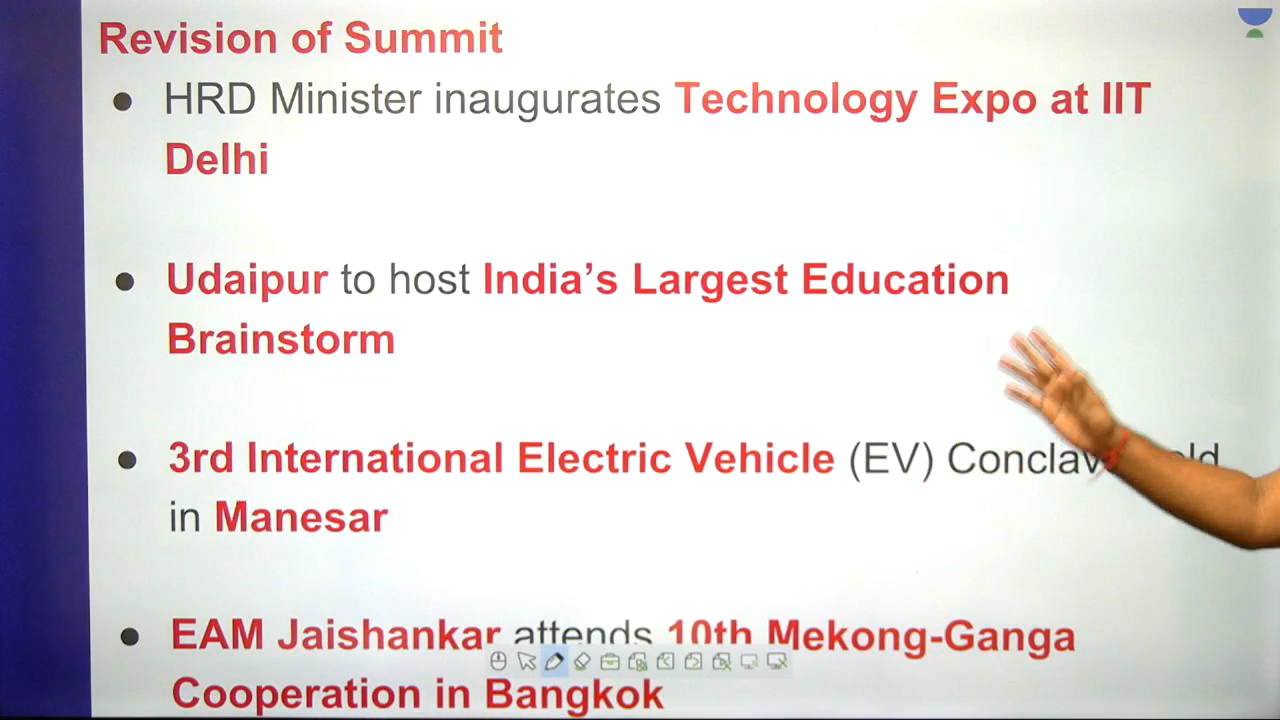 Revision of Summit
● HRD Minister inaugurates Technology Expo at IIT
Delhi
● Udaipur to host India’s Largest Education
Brainstorm
● 3rd International Electric Vehicle (EV) Conclave
in Manesar
● EAM Jaishankar attends 10th Mekong-Ganga
Cooperation in Bangkok